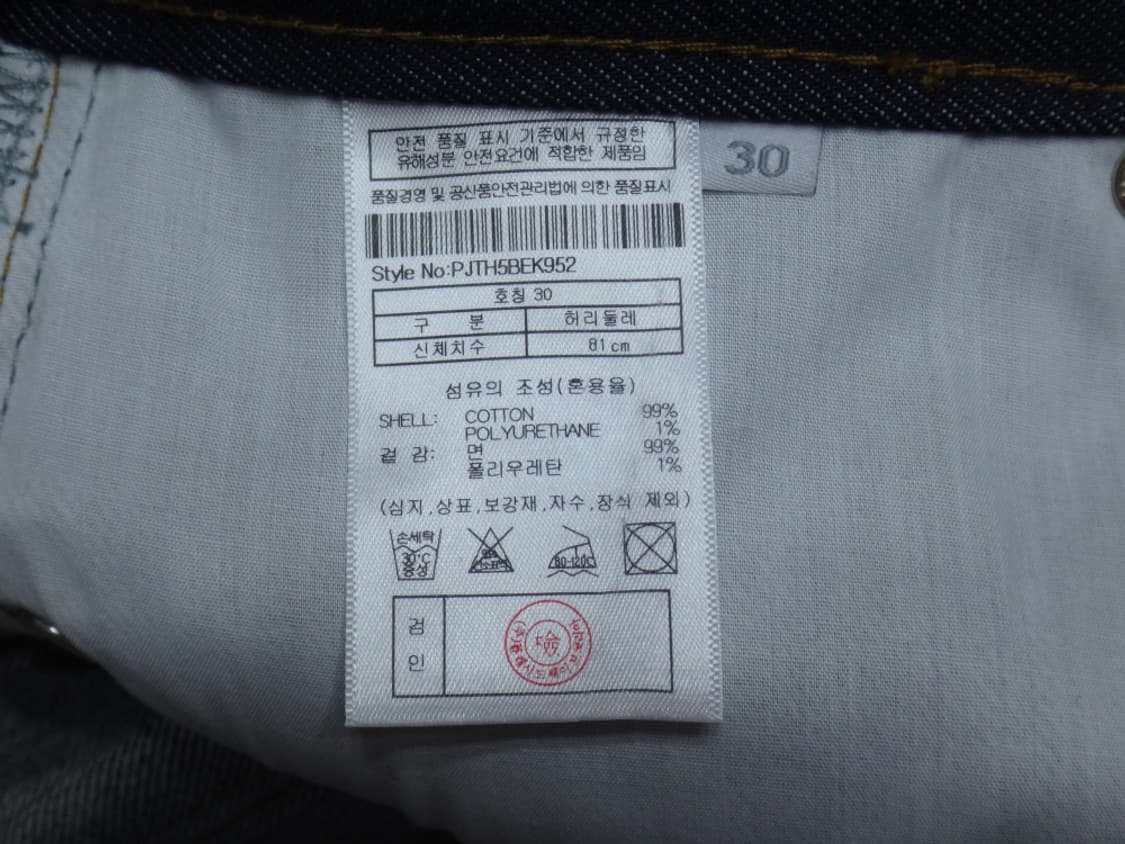 안전 품질 표시 기준에서 규정한
유해성분 안전요건에 적합한 제품임
30
품질경영 및 공산품안전관리법에 의한 품질표시
Style No:PJTH5BEK952
호칭 30
구 분 허리둘레
신체치수 81cm
섬유의 조성(혼용율)
SHELL: COTTON 99%
POLYURETHANE 1%
겉 감: 면 99%
폴리우레탄 1%
(심지,상표,보강재,자수,장식 제외)
손세탁
30°C
중성
80-120C
검
인